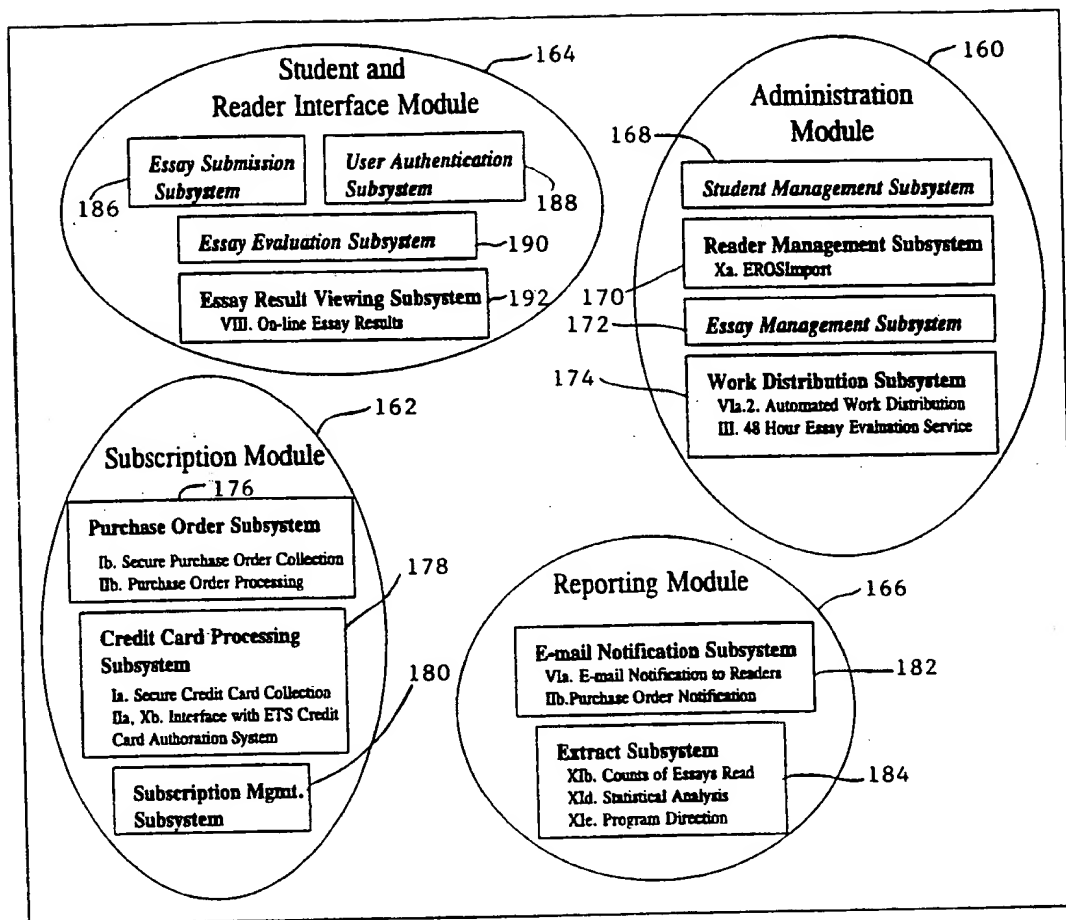 Student and
Reader Interface Module
164
Essay Submission
Subsystem
186
User Authentication
Subsystem
188
Essay Evaluation Subsystem
190
Essay Result Viewing Subsystem
VIII. On-line Essay Results
192
160
Administration
Module
168
Student Management Subsystem
Reader Management Subsystem
Xa. EROSImport
170
172
Essay Management Subsystem
174
Work Distribution Subsystem
VIa.2. Automated Work Distribution
III. 48 Hour Essay Evaluation Service
162
Subscription Module
176
Purchase Order Subsystem
Ib. Secure Purchase Order Collection
IIb. Purchase Order Processing
178
Credit Card Processing
Subsystem
Ia. Secure Credit Card Collection
IIa, Xb. Interface with ETS Credit
Card Authoration System
180
Subscription Mgmt.
Subsystem
Reporting Module
166
E-mail Notification Subsystem
VIa. E-mail Notification to Readers
IIb.Purchase Order Notification
182
Extract Subsystem
XIb. Counts of Essays Read
XId. Statistical Analysis
XIe. Program Direction
184